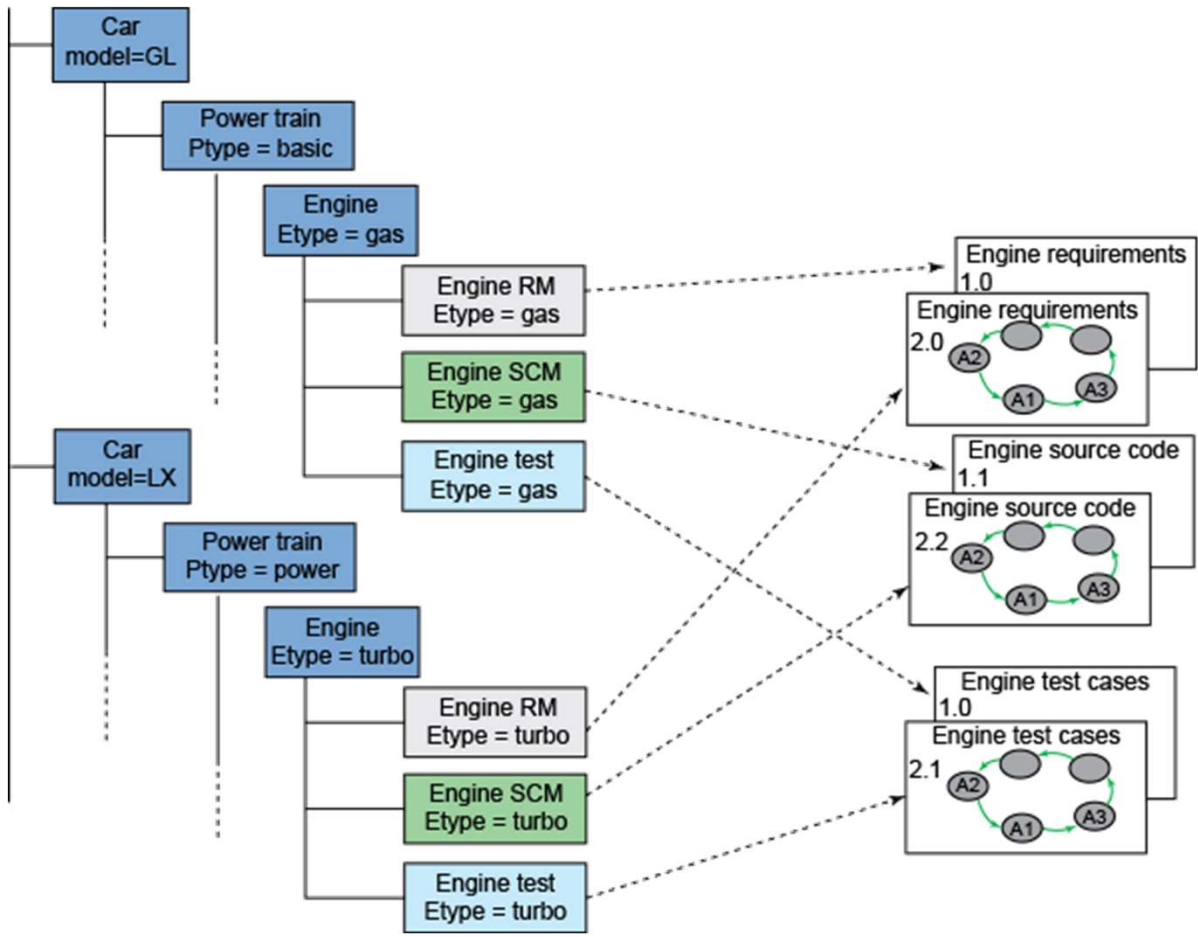 Car
model=GL
Power train
Ptype = basic
Engine
Etype = gas
Engine RM
Etype = gas
Engine SCM
Etype = gas
Engine test
Etype = gas
Car
model=LX
Power train
Ptype = power
Engine
Etype = turbo
Engine RM
Etype = turbo
Engine SCM
Etype = turbo
Engine test
Etype = turbo
Engine requirements
1.0
Engine requirements
2.0
A2
A1
A3
Engine source code
1.1
Engine source code
2.2
A2
A1
A3
Engine test cases
1.0
Engine test cases
2.1
A2
A1
A3